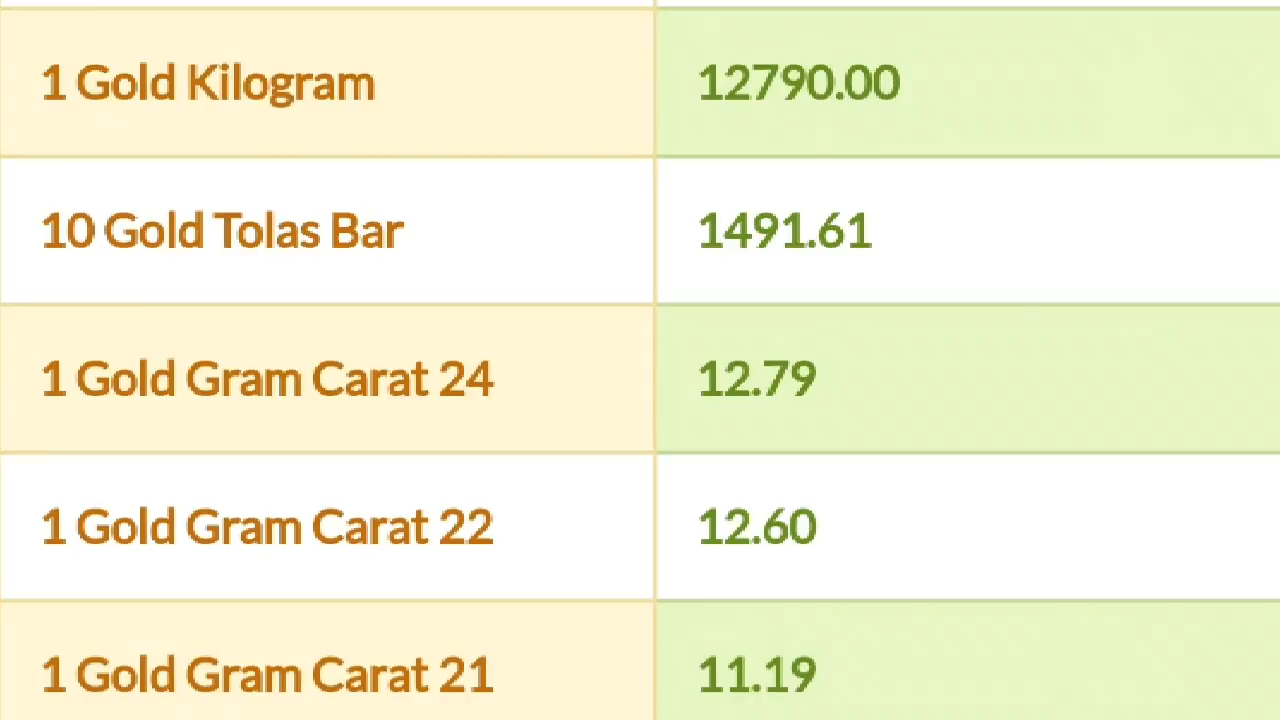 1 Gold Kilogram 12790.00
10 Gold Tolas Bar 1491.61
1 Gold Gram Carat 24 12.79
1 Gold Gram Carat 22 12.60
1 Gold Gram Carat 21 11.19